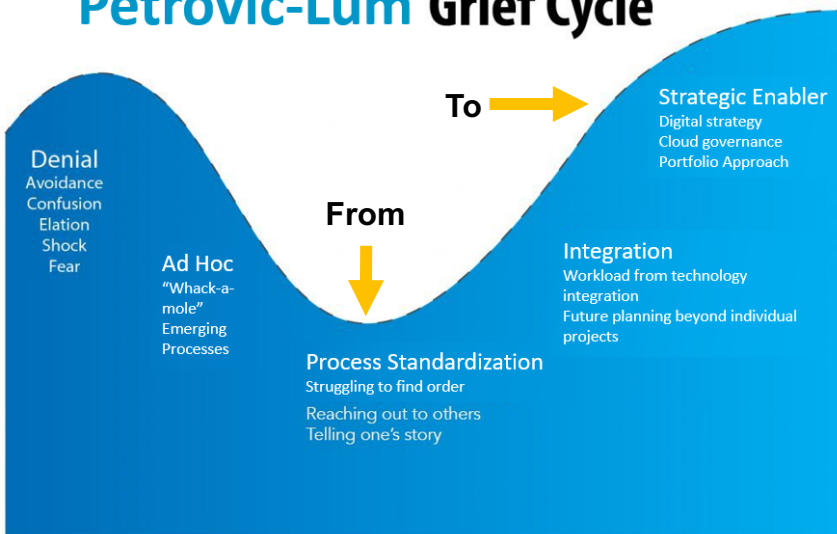 Petrovic-Lum Grief Cycle
To
Strategic Enabler
Digital strategy
Cloud governance
Portfolio Approach
Denial
Avoidance
Confusion
Elation
Shock
Fear
From
Ad Hoc
“Whack-a-
mole”
Emerging
Processes
Integration
Workload from technology
integration
Future planning beyond individual
projects
Process Standardization
Struggling to find order
Reaching out to others
Telling one’s story